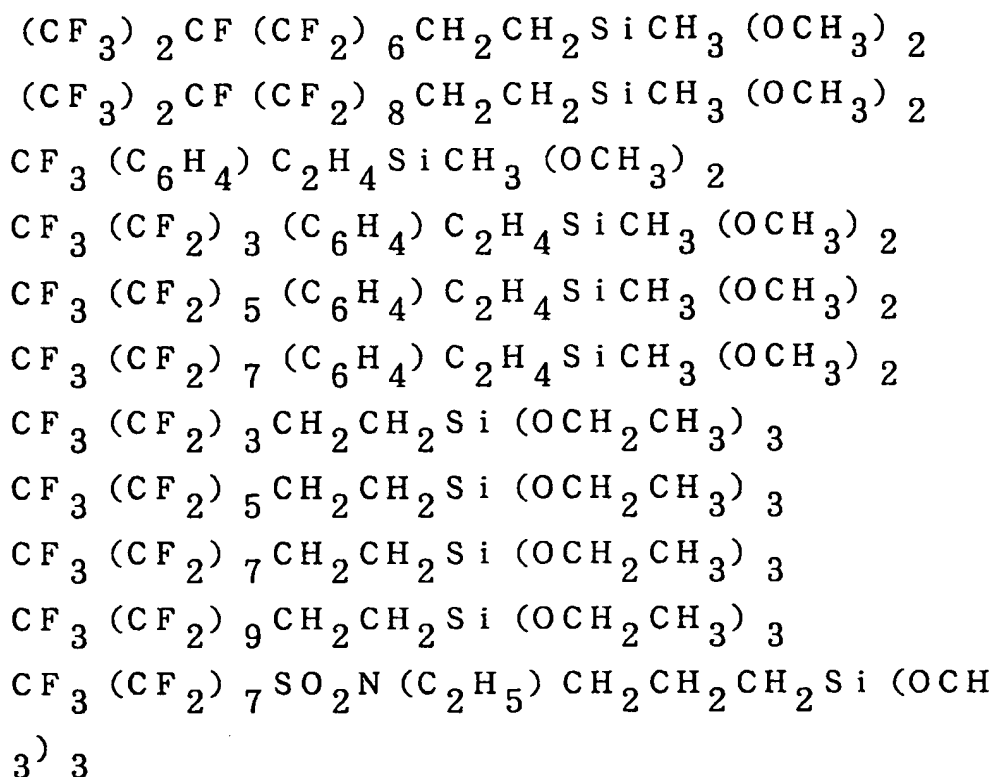 (CF₃)₂CF(CF₂)₆CH₂CH₂SiCH₃(OCH₃)₂
(CF₃)₂CF(CF₂)₈CH₂CH₂SiCH₃(OCH₃)₂
CF₃(C₆H₄)C₂H₄SiCH₃(OCH₃)₂
CF₃(CF₂)₃(C₆H₄)C₂H₄SiCH₃(OCH₃)₂
CF₃(CF₂)₅(C₆H₄)C₂H₄SiCH₃(OCH₃)₂
CF₃(CF₂)₇(C₆H₄)C₂H₄SiCH₃(OCH₃)₂
CF₃(CF₂)₃CH₂CH₂Si(OCH₂CH₃)₃
CF₃(CF₂)₅CH₂CH₂Si(OCH₂CH₃)₃
CF₃(CF₂)₇CH₂CH₂Si(OCH₂CH₃)₃
CF₃(CF₂)₉CH₂CH₂Si(OCH₂CH₃)₃
CF₃(CF₂)₇SO₂N(C₂H₅)CH₂CH₂CH₂Si(OCH
₃)₃